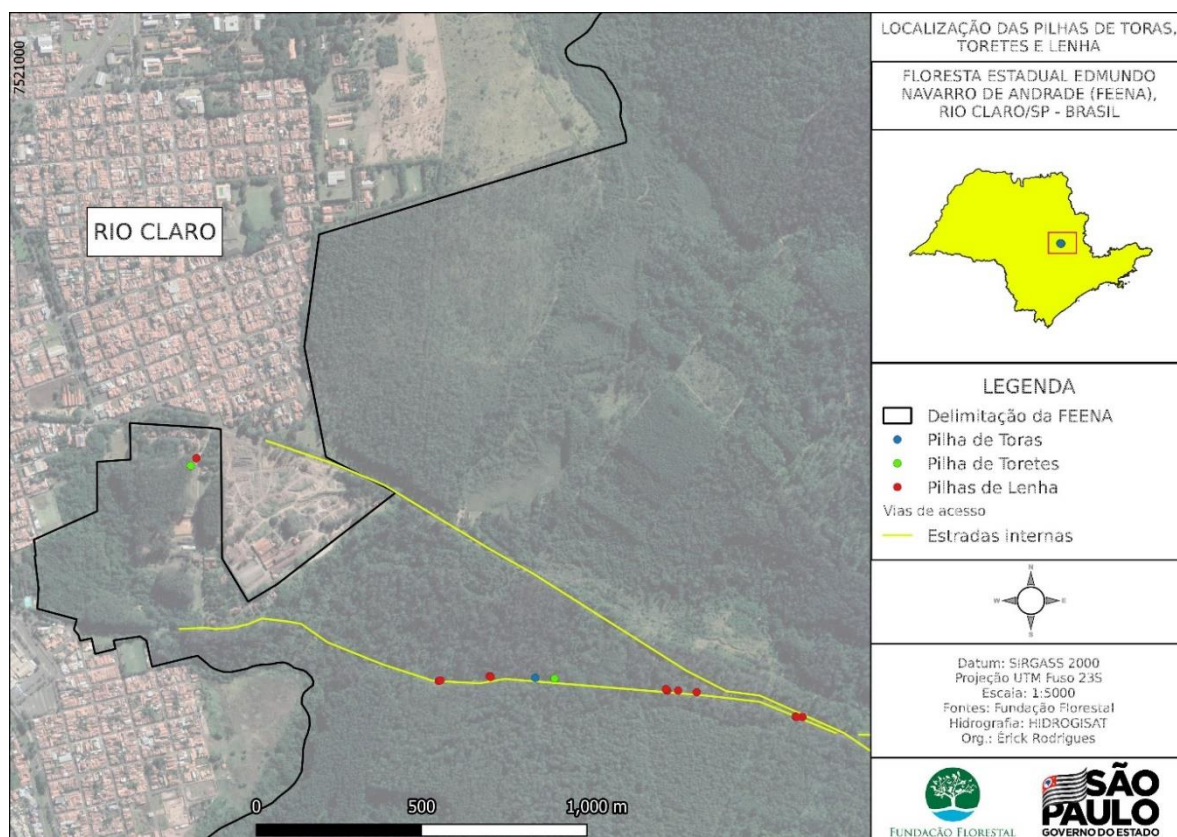 7521000
RIO CLARO
0 500 1,000 m
LOCALIZAÇÃO DAS PILHAS DE TORAS,
TORETES E LENHA
FLORESTA ESTADUAL EDMUNDO
NAVARRO DE ANDRADE (FEENA),
RIO CLARO/SP - BRASIL
LEGENDA
Delimitação da FEENA
Pilha de Toras
Pilha de Toretes
Pilhas de Lenha
Vias de acesso
Estradas internas
N
W E
S
Datum: SiRGASS 2000
Projeção UTM Fuso 23S
Escala: 1:5000
Fontes: Fundação Florestal
Hidrografia: HIDROGISAT
Org.: Érick Rodrigues
FUNDAÇÃO FLORESTAL
SÃO
PAULO
GOVERNO DO ESTADO